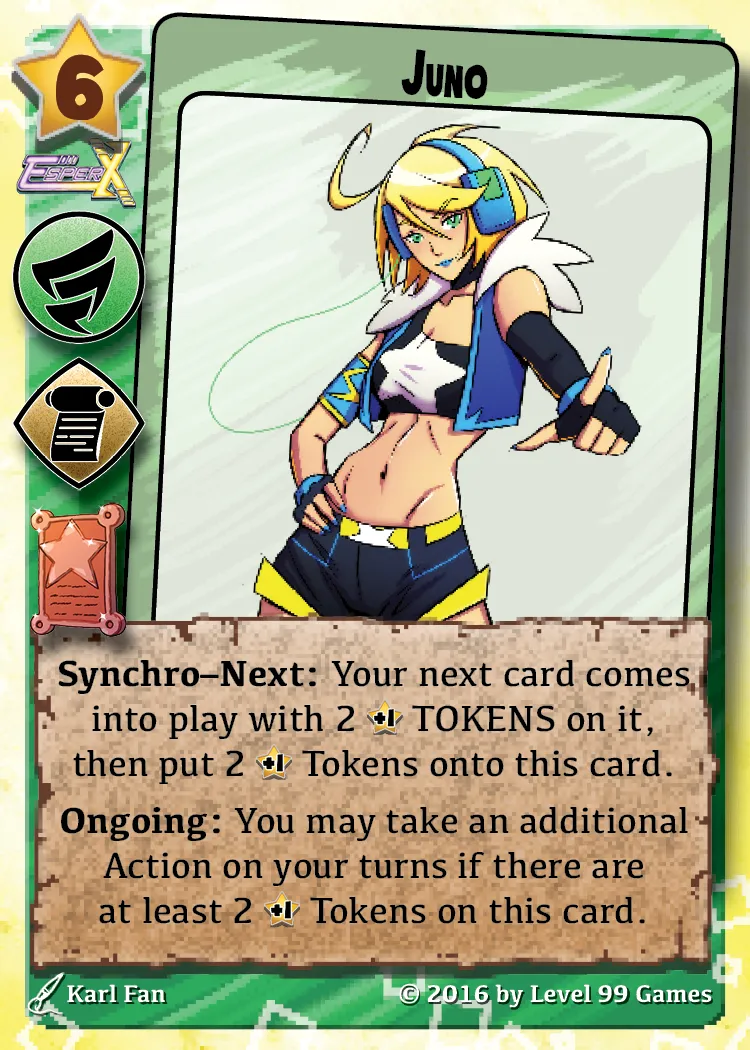 6
Juno
EsperX
Synchro–Next: Your next card comes
into play with 2 +1 TOKENS on it,
then put 2 +1 Tokens onto this card.
Ongoing: You may take an additional
Action on your turns if there are
at least 2 +1 Tokens on this card.
Karl Fan
© 2016 by Level 99 Games